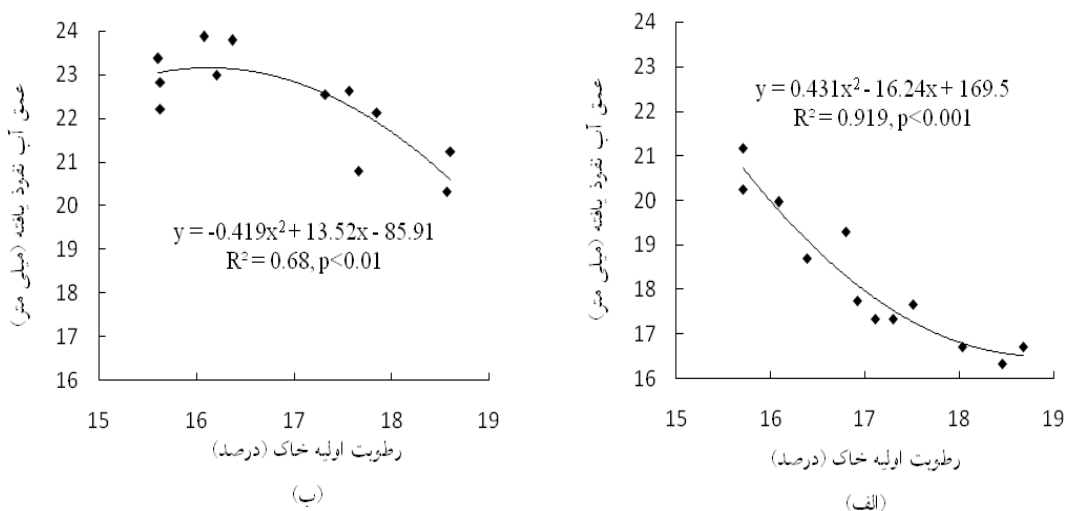 24
23
22
21
20
19
18
17
16
15
16
17
18
19
y = 0.431x² - 16.24x + 169.5
R² = 0.919, p<0.001
عمق آب نفوذ یافته (میلی متر)
رطوبت اولیه خاک (درصد)
(الف)
24
23
22
21
20
19
18
17
16
15
16
17
18
19
y = -0.419x² + 13.52x - 85.91
R² = 0.68, p<0.01
عمق آب نفوذ یافته (میلی متر)
رطوبت اولیه خاک (درصد)
(ب)